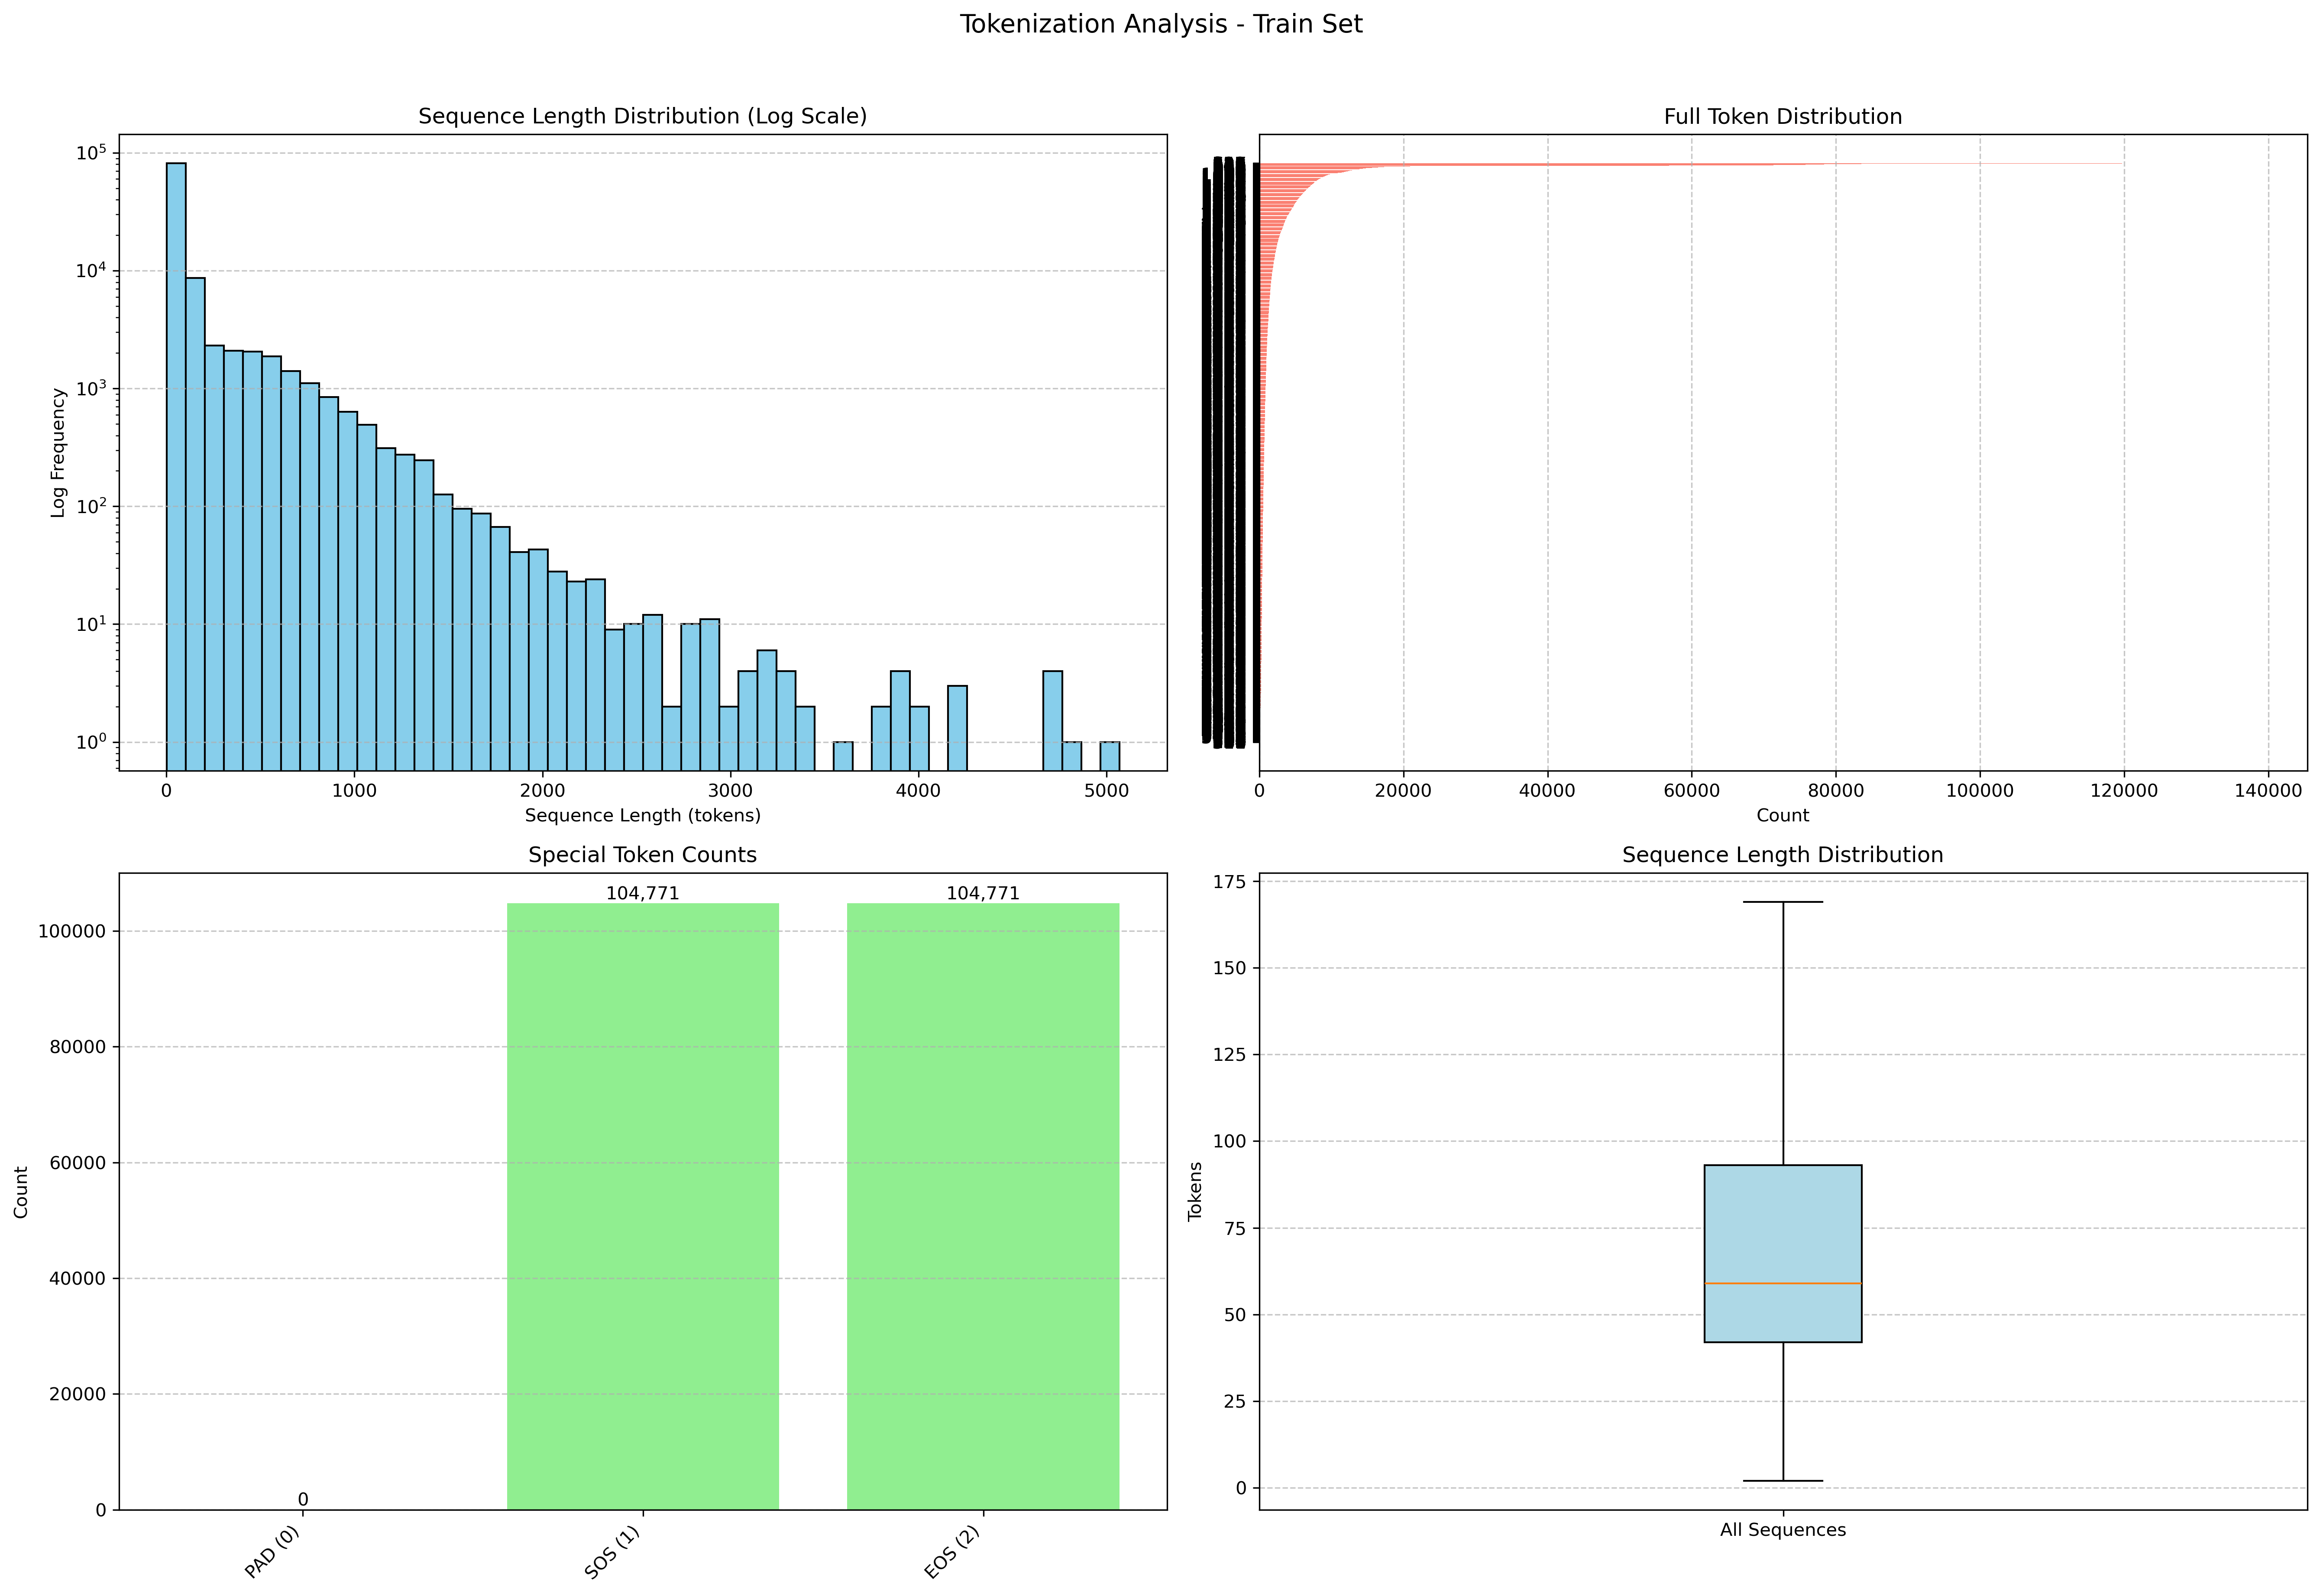 Tokenization Analysis - Train Set
Sequence Length Distribution (Log Scale)
Log Frequency
10^5
10^4
10^3
10^2
10^1
10^0
0 1000 2000 3000 4000 5000
Sequence Length (tokens)
Full Token Distribution
0 20000 40000 60000 80000 100000 120000 140000
Count
Special Token Counts
Count
100000
80000
60000
40000
20000
0
0
104,771
104,771
PAD (0)
SOS (1)
EOS (2)
Sequence Length Distribution
Tokens
175
150
125
100
75
50
25
0
All Sequences